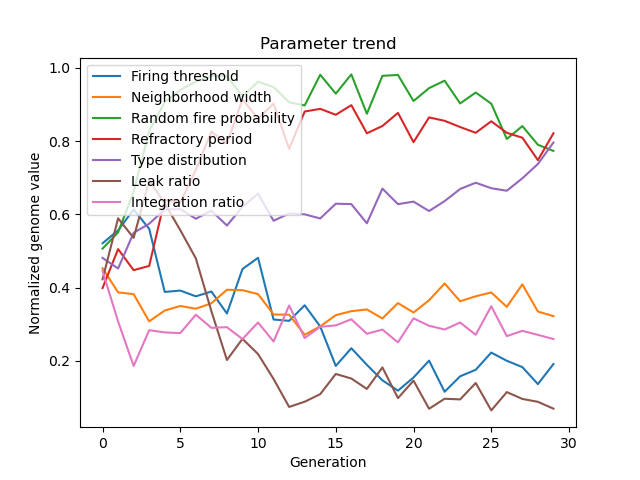 Parameter trend
1.0
0.8
0.6
0.4
0.2
Normalized genome value
Firing threshold
Neighborhood width
Random fire probability
Refractory period
Type distribution
Leak ratio
Integration ratio
0 5 10 15 20 25 30
Generation